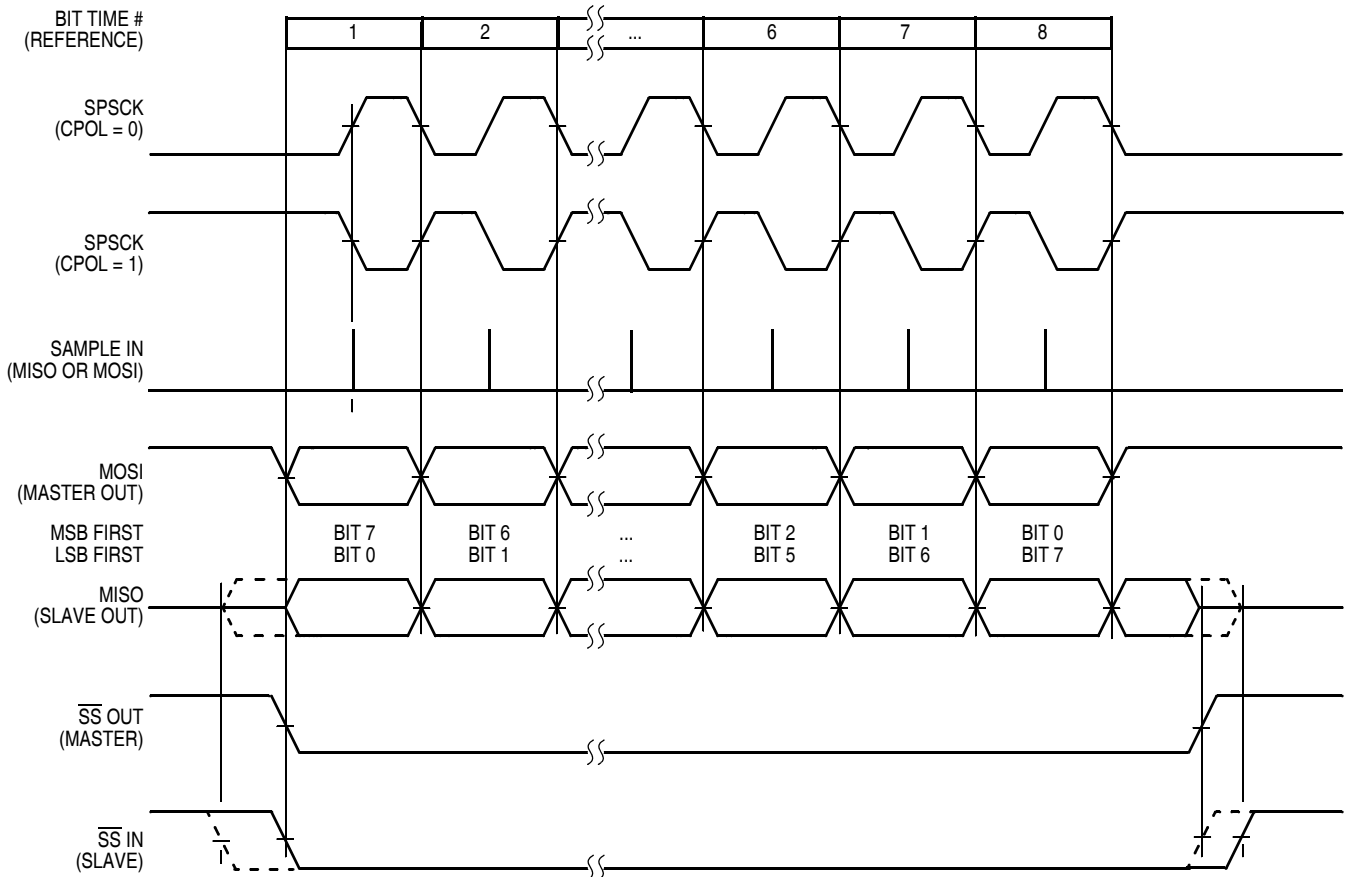 BIT TIME #
(REFERENCE)
1 2 ... 6 7 8
SPSCK
(CPOL = 0)
SPSCK
(CPOL = 1)
SAMPLE IN
(MISO OR MOSI)
MOSI
(MASTER OUT)
MSB FIRST BIT 7 BIT 6 ... BIT 2 BIT 1 BIT 0
LSB FIRST BIT 0 BIT 1 ... BIT 5 BIT 6 BIT 7
MISO
(SLAVE OUT)
S̅S̅ OUT
(MASTER)
S̅S̅ IN
(SLAVE)